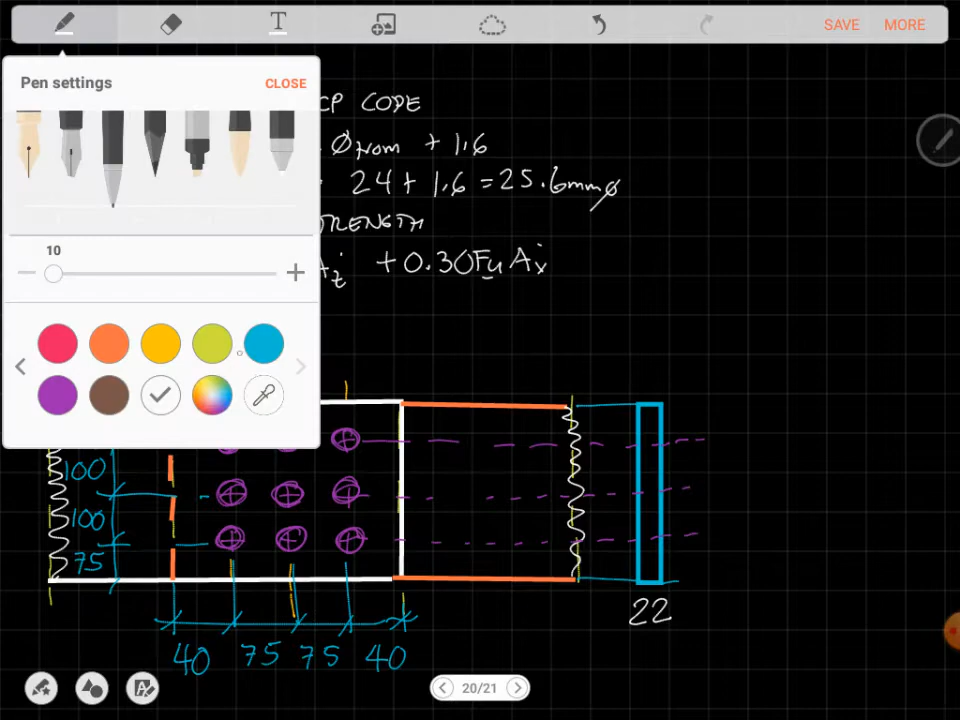 T
SAVE MORE
Pen settings CLOSE
10
CP CODE
Ønom + 1.6
24 + 1.6 = 25.6mmø
TRENGTH
+ 0.30FuAv
100
100
75
40 75 75 40
22
20/21
A